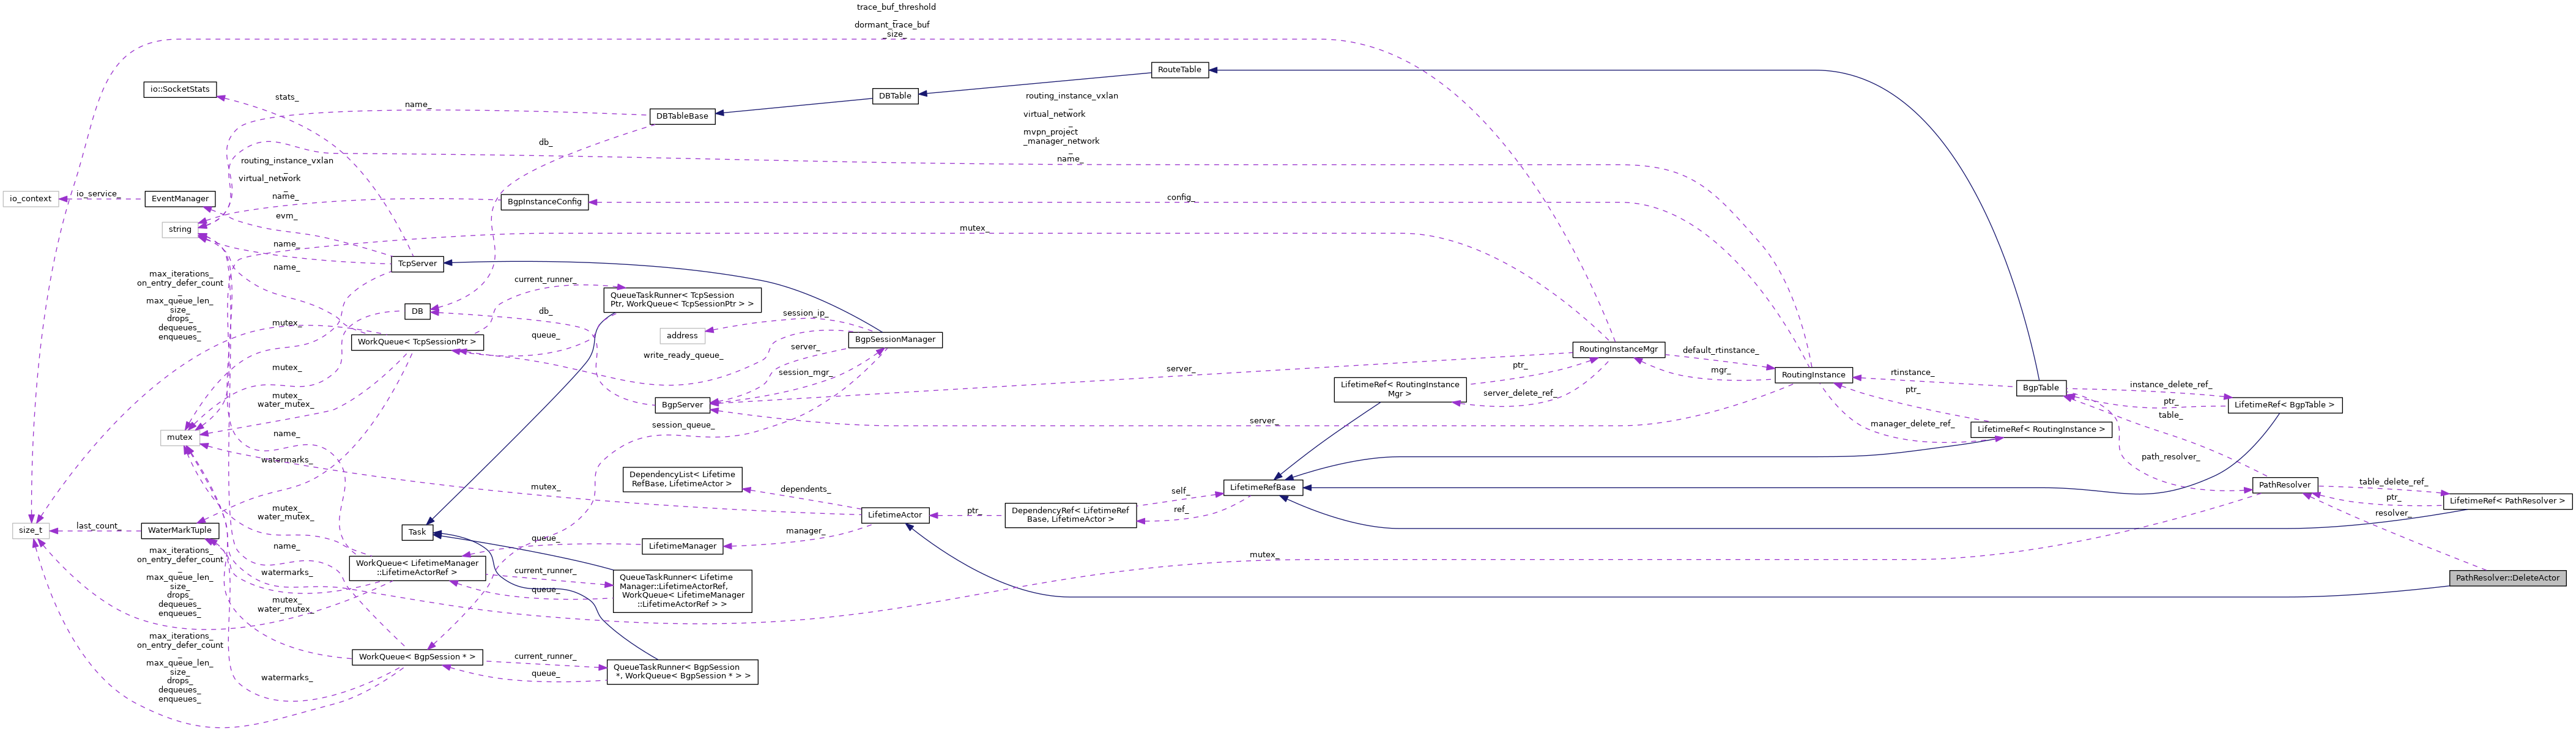 trace_buf_threshold
_
dormant_trace_buf
_size_
RouteTable
io::SocketStats
stats_
DBTable
routing_instance_vxlan
_
virtual_network
_
mvpn_project
_manager_network
_
name_
name_
DBTableBase
db_
routing_instance_vxlan
_
virtual_network
_
name_
io_context
io_service_
EventManager
BgpInstanceConfig
config_
evm_
string
mutex_
name_
TcpServer
name_
max_iterations_
on_entry_defer_count
_
max_queue_len_
size_
drops_
dequeues_
enqueues_
current_runner_
QueueTaskRunner< TcpSession
Ptr, WorkQueue< TcpSessionPtr > >
DB
db_
session_ip_
mutex_
address
queue_
WorkQueue< TcpSessionPtr >
BgpSessionManager
server_
write_ready_queue_
RoutingInstanceMgr
default_rtinstance_
mutex_
session_mgr_
server_
ptr_
mgr_
RoutingInstance
rtinstance_
LifetimeRef< RoutingInstance
Mgr >
server_delete_ref_
ptr_
BgpTable
instance_delete_ref_
ptr_
LifetimeRef< BgpTable >
mutex_
water_mutex_
BgpServer
table_
server_
session_queue_
manager_delete_ref_
LifetimeRef< RoutingInstance >
mutex
name_
watermarks_
path_resolver_
DependencyList< Lifetime
RefBase, LifetimeActor >
dependents_
mutex_
LifetimeRefBase
self_
PathResolver
table_delete_ref_
ptr_
LifetimeRef< PathResolver >
mutex_
water_mutex_
LifetimeActor
ptr_
DependencyRef< LifetimeRef
Base, LifetimeActor >
ref_
resolver_
size_t
last_count_
WaterMarkTuple
Task
manager_
queue_
LifetimeManager
name_
mutex_
max_iterations_
on_entry_defer_count
_
max_queue_len_
size_
drops_
dequeues_
enqueues_
watermarks_
WorkQueue< LifetimeManager
::LifetimeActorRef >
current_runner_
queue_
QueueTaskRunner< Lifetime
Manager::LifetimeActorRef,
WorkQueue< LifetimeManager
::LifetimeActorRef > >
PathResolver::DeleteActor
mutex_
water_mutex_
max_iterations_
on_entry_defer_count
_
max_queue_len_
size_
drops_
dequeues_
enqueues_
WorkQueue< BgpSession * >
current_runner_
queue_
QueueTaskRunner< BgpSession
*, WorkQueue< BgpSession * > >
watermarks_